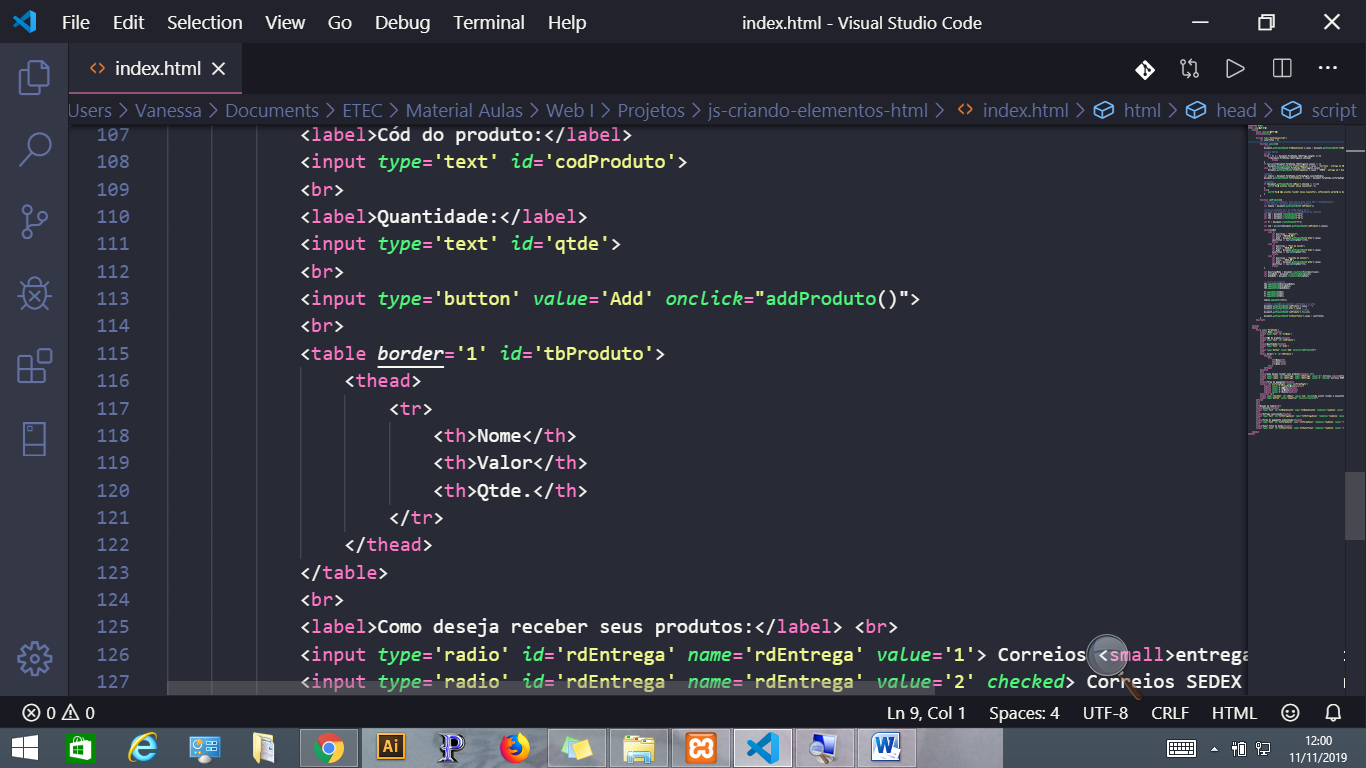 File Edit Selection View Go Debug Terminal Help index.html - Visual Studio Code
index.html
Users > Vanessa > Documents > ETEC > Material Aulas > Web I > Projetos > js-criando-elementos-html > index.html > html > head > script
107 <label>Cód do produto:</label>
108 <input type='text' id='codProduto'>
109 <br>
110 <label>Quantidade:</label>
111 <input type='text' id='qtde'>
112 <br>
113 <input type='button' value='Add' onclick="addProduto()">
114 <br>
115 <table border='1' id='tbProduto'>
116 <thead>
117 <tr>
118 <th>Nome</th>
119 <th>Valor</th>
120 <th>Qtde.</th>
121 </tr>
122 </thead>
123 </table>
124 <br>
125 <label>Como deseja receber seus produtos:</label> <br>
126 <input type='radio' id='rdEntrega' name='rdEntrega' value='1'> Correios <small>entrega
127 <input type='radio' id='rdEntrega' name='rdEntrega' value='2' checked> Correios SEDEX
0 0 Ln 9, Col 1 Spaces: 4 UTF-8 CRLF HTML
Ai
12:00
11/11/2019